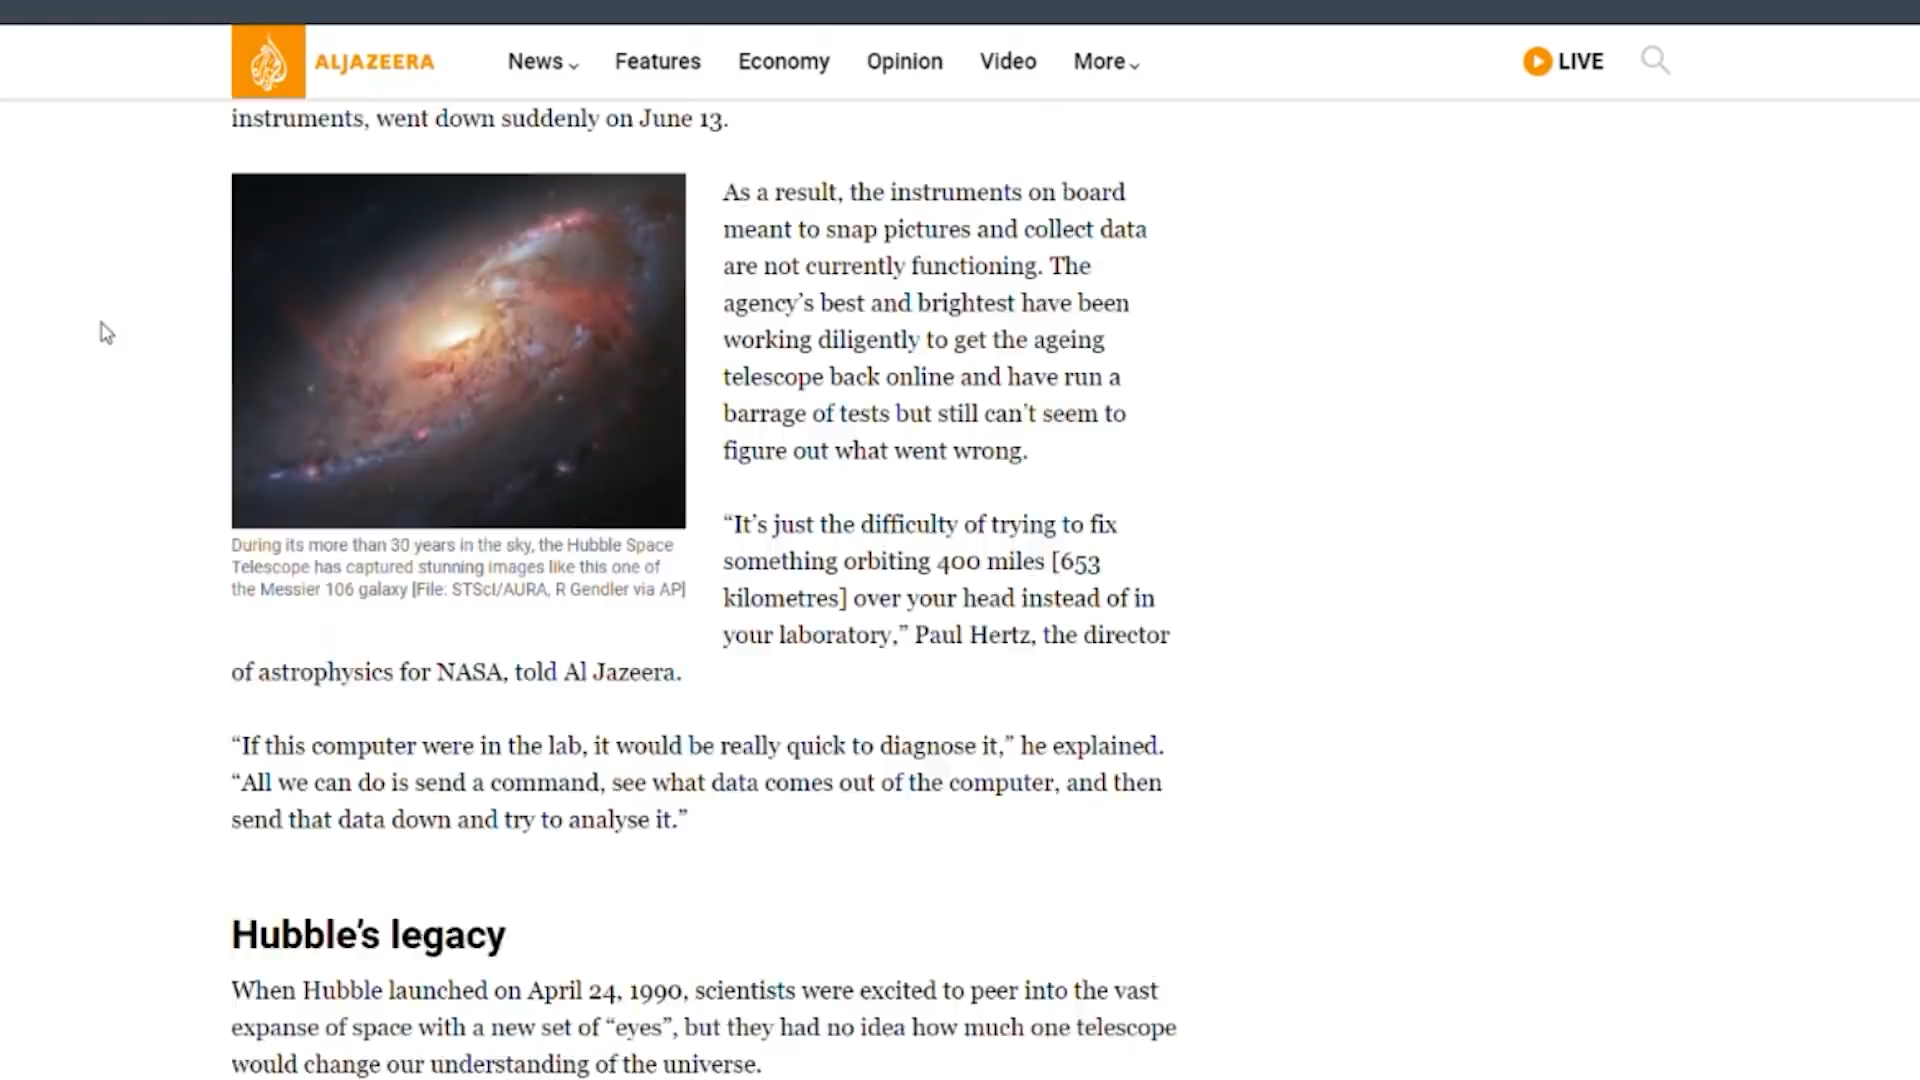 ALJAZEERA News Features Economy Opinion Video More LIVE
instruments, went down suddenly on June 13.
As a result, the instruments on board
meant to snap pictures and collect data
are not currently functioning. The
agency’s best and brightest have been
working diligently to get the ageing
telescope back online and have run a
barrage of tests but still can’t seem to
figure out what went wrong.
During its more than 30 years in the sky, the Hubble Space
Telescope has captured stunning images like this one of
the Messier 106 galaxy [File: STScI/AURA, R Gendler via AP]
“It’s just the difficulty of trying to fix
something orbiting 400 miles [653
kilometres] over your head instead of in
your laboratory,” Paul Hertz, the director
of astrophysics for NASA, told Al Jazeera.
“If this computer were in the lab, it would be really quick to diagnose it,” he explained.
“All we can do is send a command, see what data comes out of the computer, and then
send that data down and try to analyse it.”
Hubble’s legacy
When Hubble launched on April 24, 1990, scientists were excited to peer into the vast
expanse of space with a new set of “eyes”, but they had no idea how much one telescope
would change our understanding of the universe.